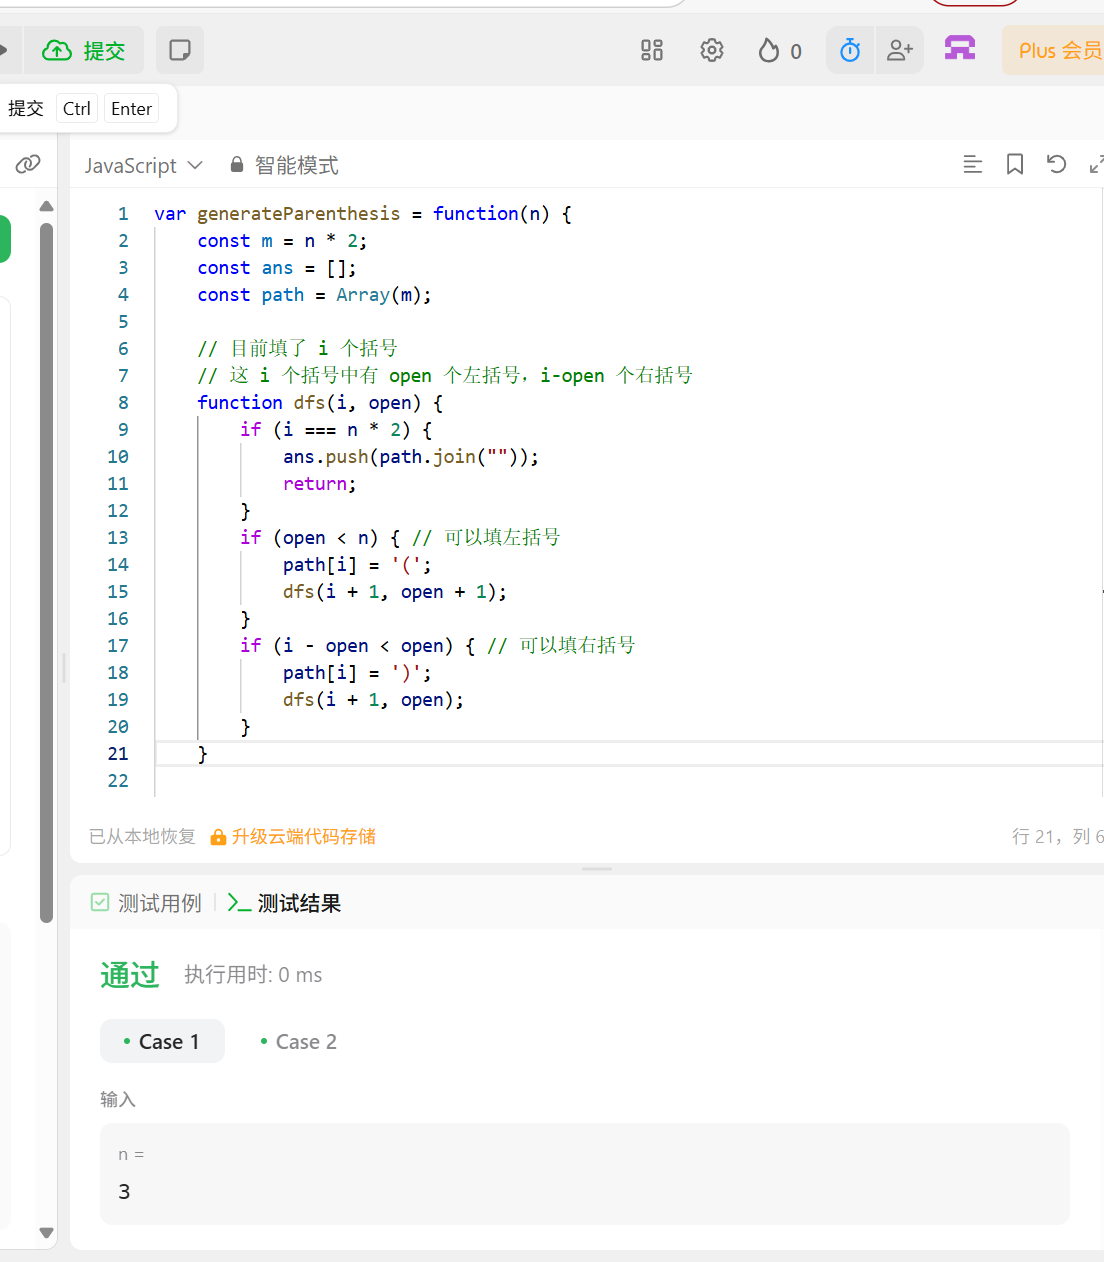 提交
0
Plus 会员
提交 Ctrl Enter
JavaScript 智能模式
1 var generateParenthesis = function(n) {
2 const m = n * 2;
3 const ans = [];
4 const path = Array(m);
5
6 // 目前填了 i 个括号
7 // 这 i 个括号中有 open 个左括号，i-open 个右括号
8 function dfs(i, open) {
9 if (i === n * 2) {
10 ans.push(path.join(""));
11 return;
12 }
13 if (open < n) { // 可以填左括号
14 path[i] = '(';
15 dfs(i + 1, open + 1);
16 }
17 if (i - open < open) { // 可以填右括号
18 path[i] = ')';
19 dfs(i + 1, open);
20 }
21 }
22
已从本地恢复 升级云端代码存储 行 21，列 6
测试用例 测试结果
通过 执行用时: 0 ms
Case 1 Case 2
输入
n =
3